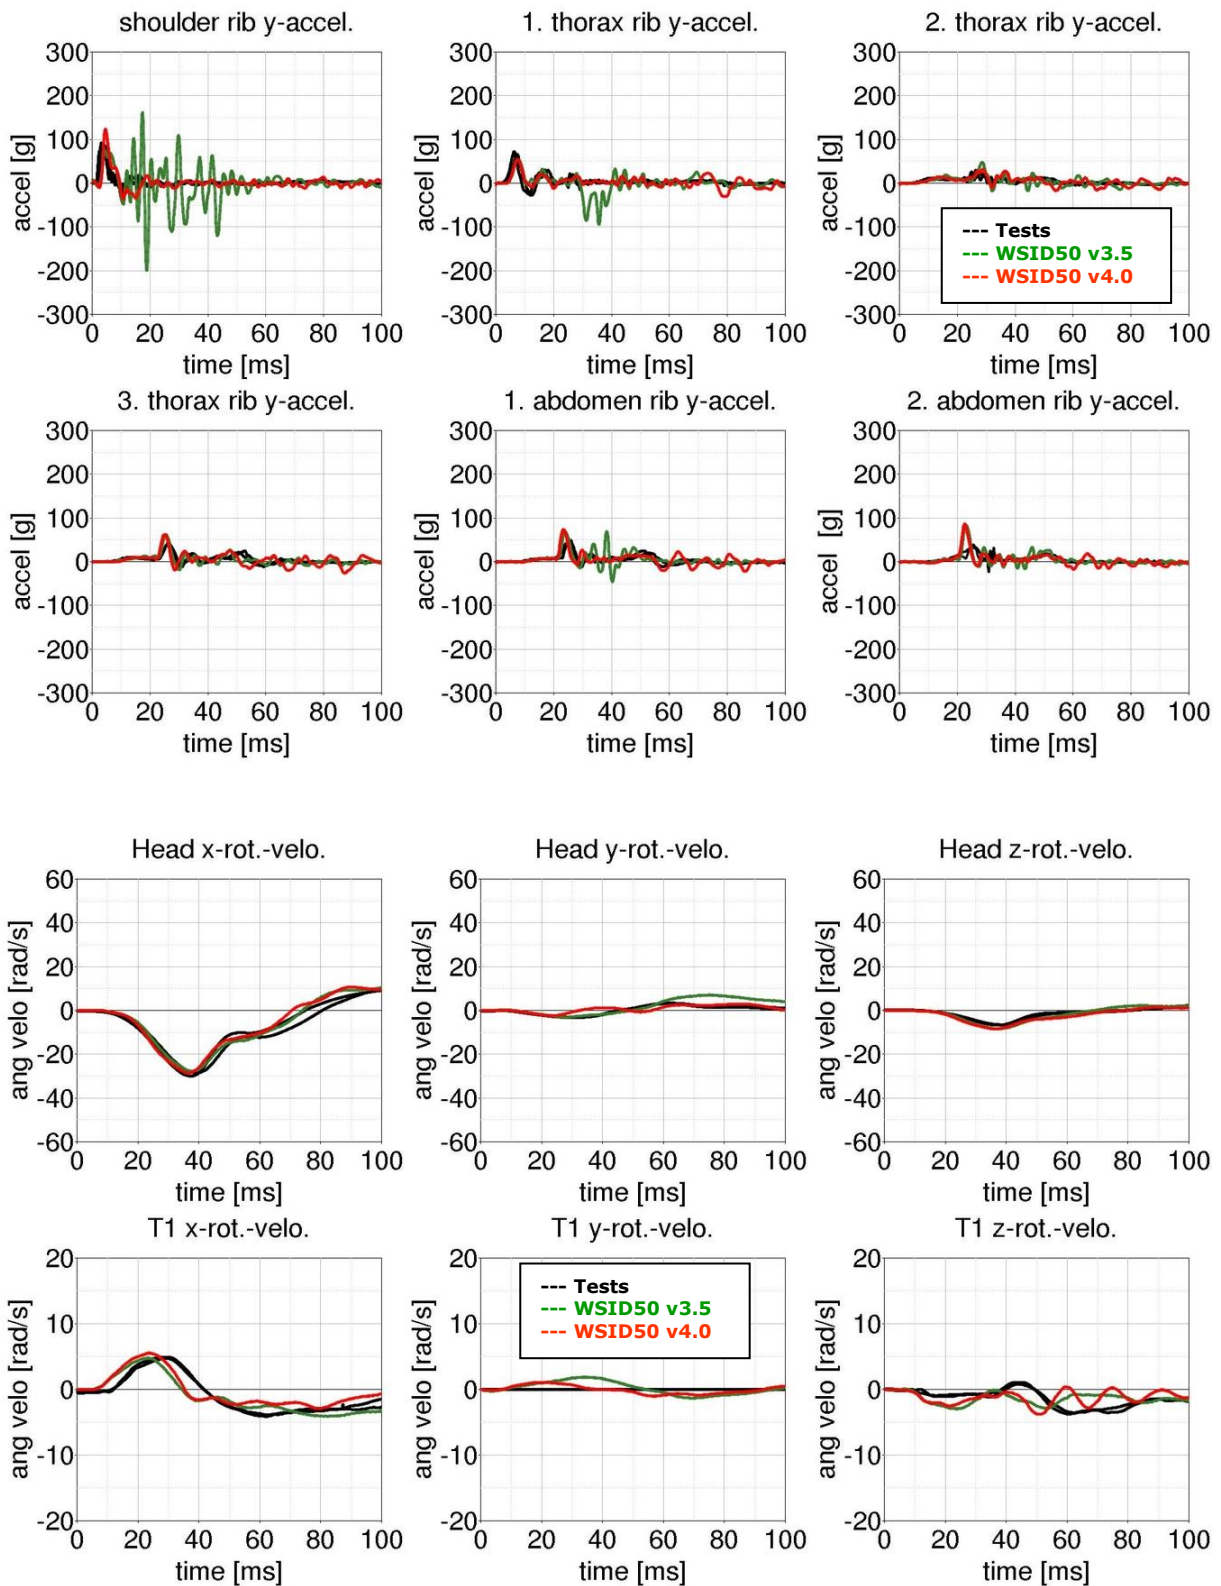 shoulder rib y-accel.
1. thorax rib y-accel.
2. thorax rib y-accel.
300
200
100
0
-100
-200
-300
accel [g]
0 20 40 60 80 100
time [ms]
300
200
100
0
-100
-200
-300
accel [g]
0 20 40 60 80 100
time [ms]
300
200
100
0
-100
-200
-300
accel [g]
0 20 40 60 80 100
time [ms]
--- Tests
--- WSID50 v3.5
--- WSID50 v4.0
3. thorax rib y-accel.
1. abdomen rib y-accel.
2. abdomen rib y-accel.
300
200
100
0
-100
-200
-300
accel [g]
0 20 40 60 80 100
time [ms]
300
200
100
0
-100
-200
-300
accel [g]
0 20 40 60 80 100
time [ms]
300
200
100
0
-100
-200
-300
accel [g]
0 20 40 60 80 100
time [ms]
Head x-rot.-velo.
Head y-rot.-velo.
Head z-rot.-velo.
60
40
20
0
-20
-40
-60
ang velo [rad/s]
0 20 40 60 80 100
time [ms]
60
40
20
0
-20
-40
-60
ang velo [rad/s]
0 20 40 60 80 100
time [ms]
60
40
20
0
-20
-40
-60
ang velo [rad/s]
0 20 40 60 80 100
time [ms]
T1 x-rot.-velo.
T1 y-rot.-velo.
T1 z-rot.-velo.
20
10
0
-10
-20
ang velo [rad/s]
0 20 40 60 80 100
time [ms]
20
10
0
-10
-20
ang velo [rad/s]
0 20 40 60 80 100
time [ms]
--- Tests
--- WSID50 v3.5
--- WSID50 v4.0
20
10
0
-10
-20
ang velo [rad/s]
0 20 40 60 80 100
time [ms]